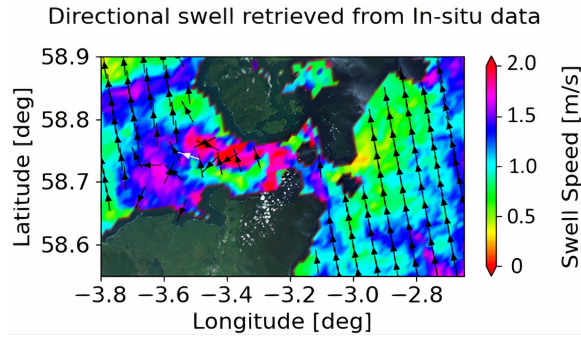 Directional swell retrieved from In-situ data
58.9
58.8
58.7
58.6
Latitude [deg]
−3.8 −3.6 −3.4 −3.2 −3.0 −2.8
Longitude [deg]
2.0
1.5
1.0
0.5
0
Swell Speed [m/s]